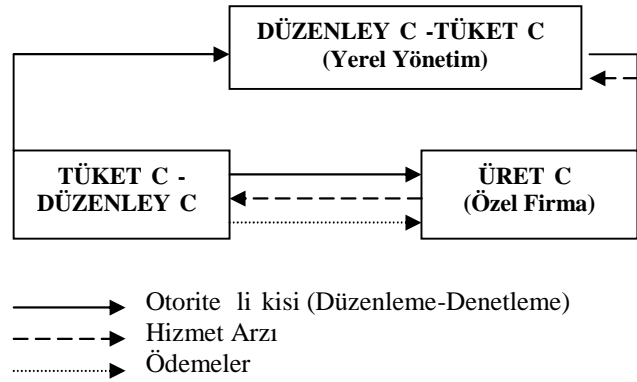 DÜZENLEY C -TÜKET C
(Yerel Yönetim)
TÜKET C -
DÜZENLEY C
ÜRET C
(Özel Firma)
Otorite li kisi (Düzenleme-Denetleme)
Hizmet Arzı
Ödemeler